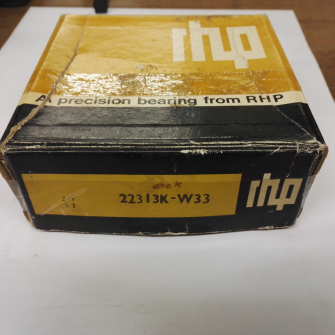 rhp
A precision bearing from RHP
22313K-W33
rhp